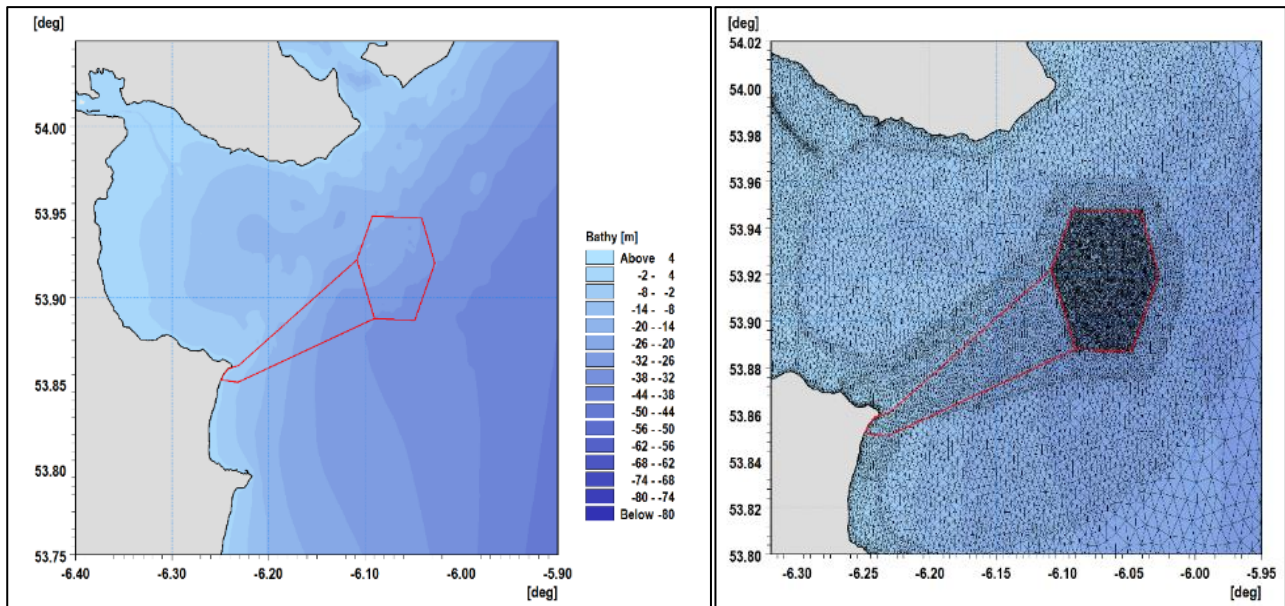 [deg]
54.00
53.95
53.90
53.85
53.80
53.75
-6.40
-6.30
-6.20
-6.10
-6.00
-5.90
[deg]
Bathy [m]
Above 4
-2 - 4
-8 - -2
-14 - -8
-20 - -14
-26 - -20
-32 - -26
-38 - -32
-44 - -38
-50 - -44
-56 - -50
-62 - -56
-68 - -62
-74 - -68
-80 - -74
Below -80
[deg]
54.02
54.00
53.98
53.96
53.94
53.92
53.90
53.88
53.86
53.84
53.82
53.80
-6.30
-6.25
-6.20
-6.15
-6.10
-6.05
-6.00
-5.95
[deg]